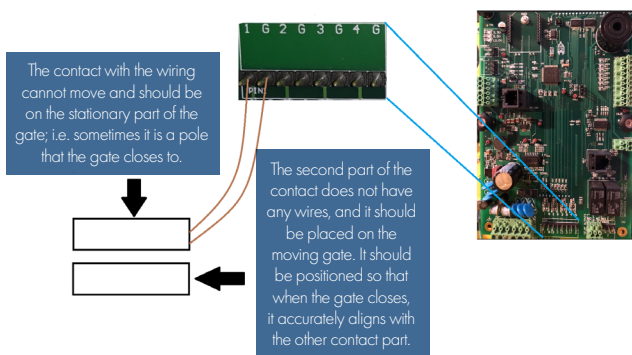 1 G 2 G 3 G 4 G
PIN
The contact with the wiring
cannot move and should be
on the stationary part of the
gate; i.e. sometimes it is a pole
that the gate closes to.
The second part of the
contact does not have
any wires, and it should
be placed on the
moving gate. It should
be positioned so that
when the gate closes,
it accurately aligns with
the other contact part.